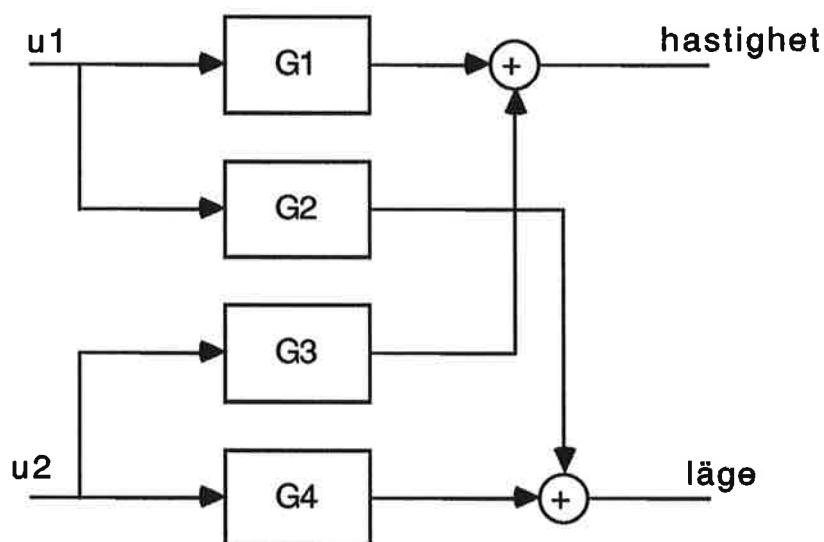 u1
G1
+
hastighet
G2
G3
u2
G4
+
läge